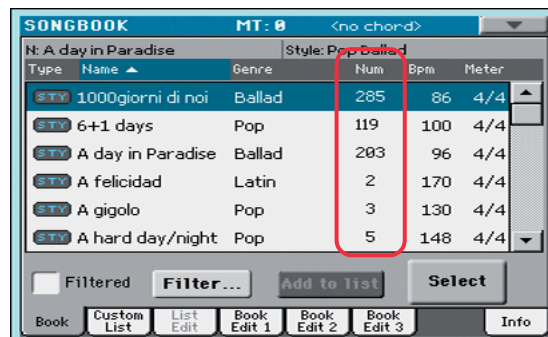 SONGBOOK MT: 0 <no chord>
N: A day in Paradise Style: Pop Ballad
Type Name Genre Num Bpm Meter
STY 1000giorni di noi Ballad 285 86 4/4
STY 6+1 days Pop 119 100 4/4
STY A day in Paradise Ballad 203 96 4/4
STY A felicidad Latin 2 170 4/4
STY A gigolo Pop 3 130 4/4
STY A hard day/night Pop 5 148 4/4
Filtered Filter... Add to list Select
Book Custom List List Edit Book Edit 1 Book Edit 2 Book Edit 3 Info